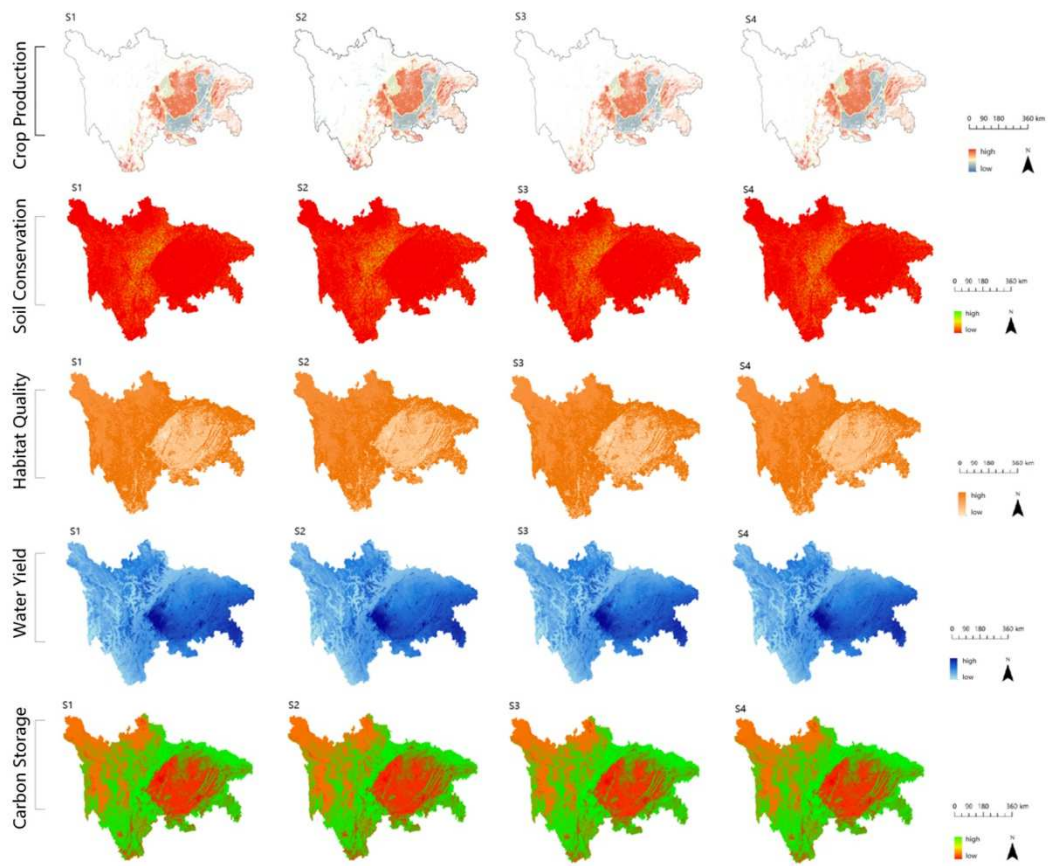 Crop Production
S1
S2
S3
S4
0 90 180 360 km
high
low
N
Soil Conservation
S1
S2
S3
S4
0 90 180 360 km
high
low
N
Habitat Quality
S1
S2
S3
S4
0 90 180 360 km
high
low
N
Water Yield
S1
S2
S3
S4
0 90 180 360 km
high
low
N
Carbon Storage
S1
S2
S3
S4
0 90 180 360 km
high
low
N